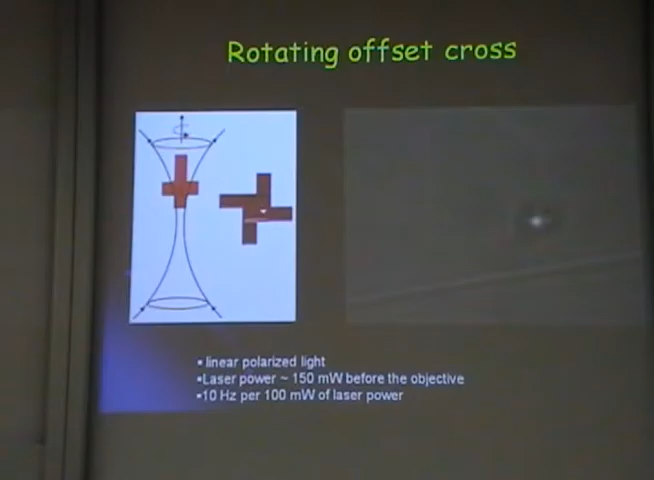 Rotating offset cross
▪ linear polarized light
▪Laser power ~ 150 mW before the objective
▪10 Hz per 100 mW of laser power